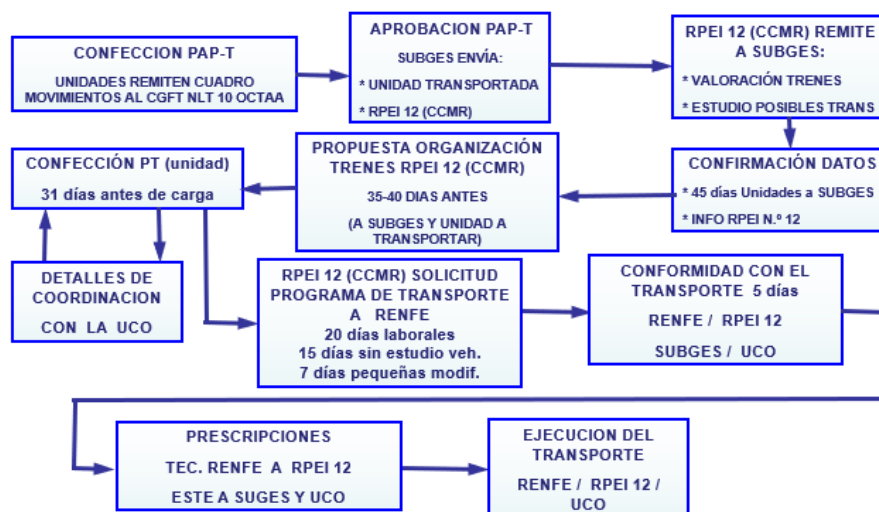 CONFECCION PAP-T
UNIDADES REMITEN CUADRO
MOVIMIENTOS AL CGFT NLT 10 OCTAA
APROBACION PAP-T
SUBGES ENVÍA:
* UNIDAD TRANSPORTADA
* RPEI 12 (CCMR)
RPEI 12 (CCMR) REMITE
A SUBGES:
* VALORACIÓN TRENES
* ESTUDIO POSIBLES TRANS
CONFIRMACIÓN DATOS
* 45 días Unidades a SUBGES
* INFO RPEI N.º 12
PROPUESTA ORGANIZACIÓN
TRENES RPEI 12 (CCMR)
35-40 DIAS ANTES
(A SUBGES Y UNIDAD A
TRANSPORTAR)
CONFECCIÓN PT (unidad)
31 días antes de carga
DETALLES DE
COORDINACION
CON LA UCO
RPEI 12 (CCMR) SOLICITUD
PROGRAMA DE TRANSPORTE
A RENFE
20 días laborales
15 días sin estudio veh.
7 días pequeñas modif.
CONFORMIDAD CON EL
TRANSPORTE 5 días
RENFE / RPEI 12
SUBGES / UCO
PRESCRIPCIONES
TEC. RENFE A RPEI 12
ESTE A SUGES Y UCO
EJECUCION DEL
TRANSPORTE
RENFE / RPEI 12 /
UCO